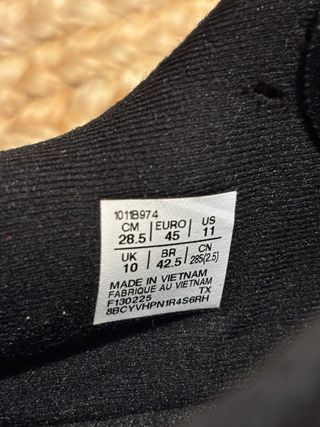 1011B974
CM EURO US
28.5 45 11
UK BR CN
10 42.5 285(2.5)
MADE IN VIETNAM
FABRIQUE AU VIETNAM
F130225 TX
8BCYVHPN1R4S6RH